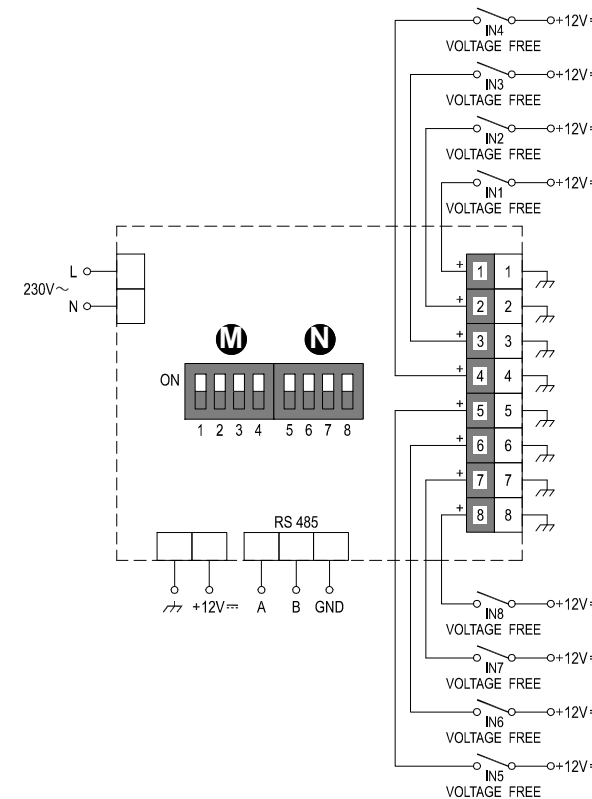 IN4
+12V
VOLTAGE FREE
IN3
+12V
VOLTAGE FREE
IN2
+12V
VOLTAGE FREE
IN1
+12V
VOLTAGE FREE
L
230V~
N
M N
ON
1 2 3 4 5 6 7 8
+ 1 1
+ 2 2
+ 3 3
+ 4 4
+ 5 5
+ 6 6
+ 7 7
+ 8 8
RS 485
+12V A B GND
IN8
+12V
VOLTAGE FREE
IN7
+12V
VOLTAGE FREE
IN6
+12V
VOLTAGE FREE
IN5
+12V
VOLTAGE FREE